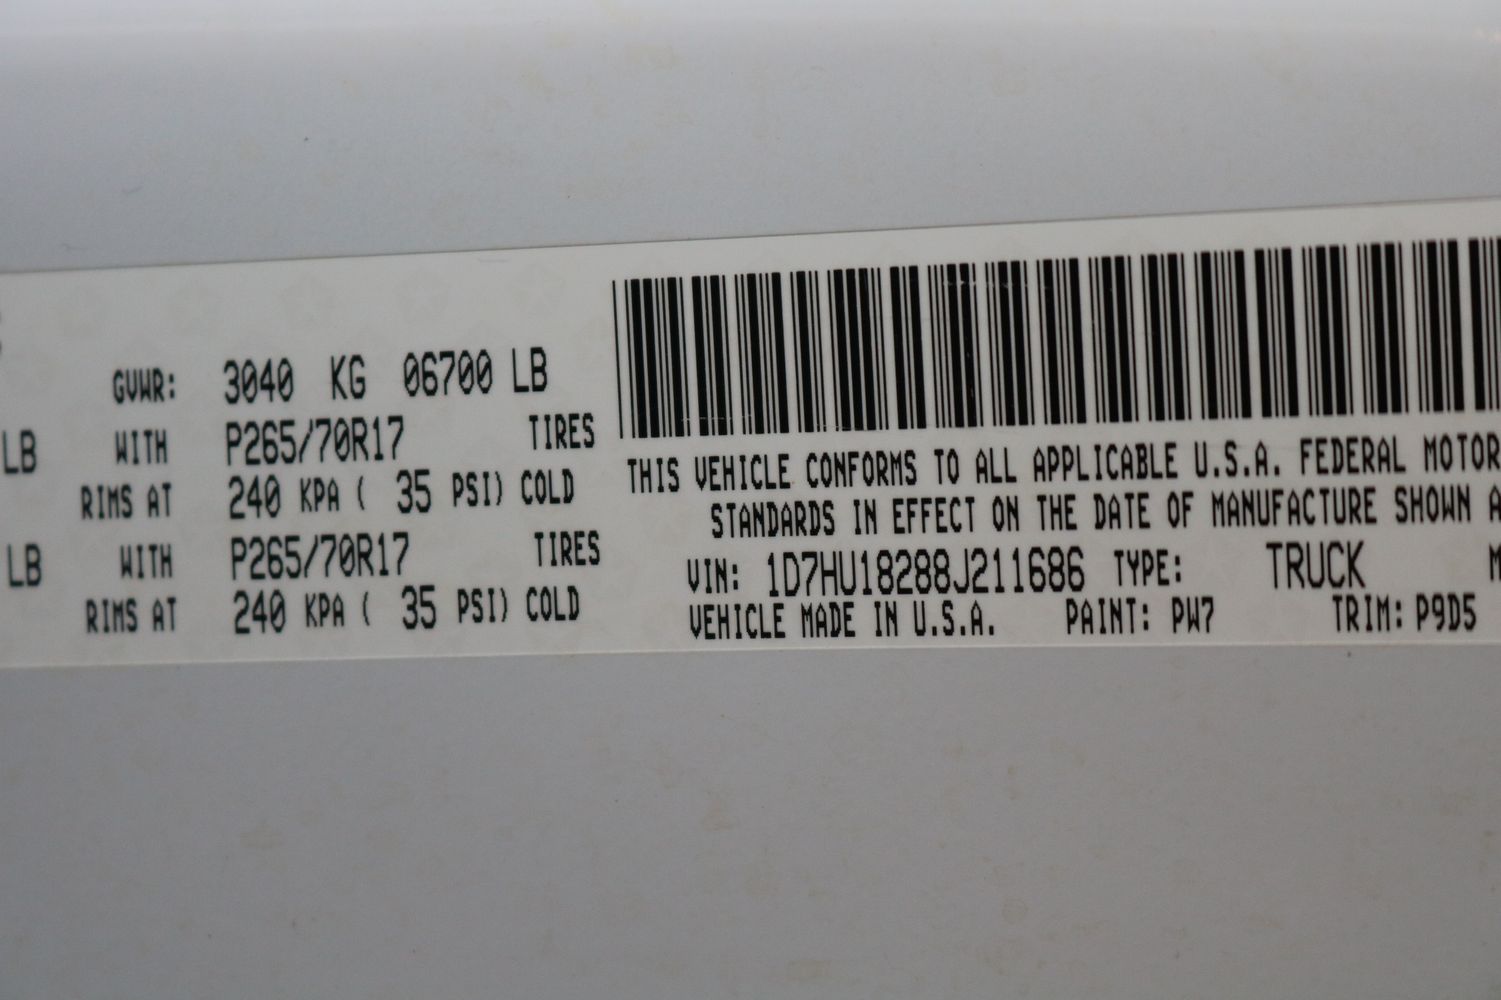 GVWR: 3040 KG 06700 LB
LB WITH P265/70R17 TIRES
RIMS AT 240 KPA ( 35 PSI) COLD
LB WITH P265/70R17 TIRES
RIMS AT 240 KPA ( 35 PSI) COLD
THIS VEHICLE CONFORMS TO ALL APPLICABLE U.S.A. FEDERAL MOTOR
STANDARDS IN EFFECT ON THE DATE OF MANUFACTURE SHOWN A
VIN: 1D7HU18288J211686 TYPE: TRUCK M
VEHICLE MADE IN U.S.A. PAINT: PW7 TRIM: P9D5